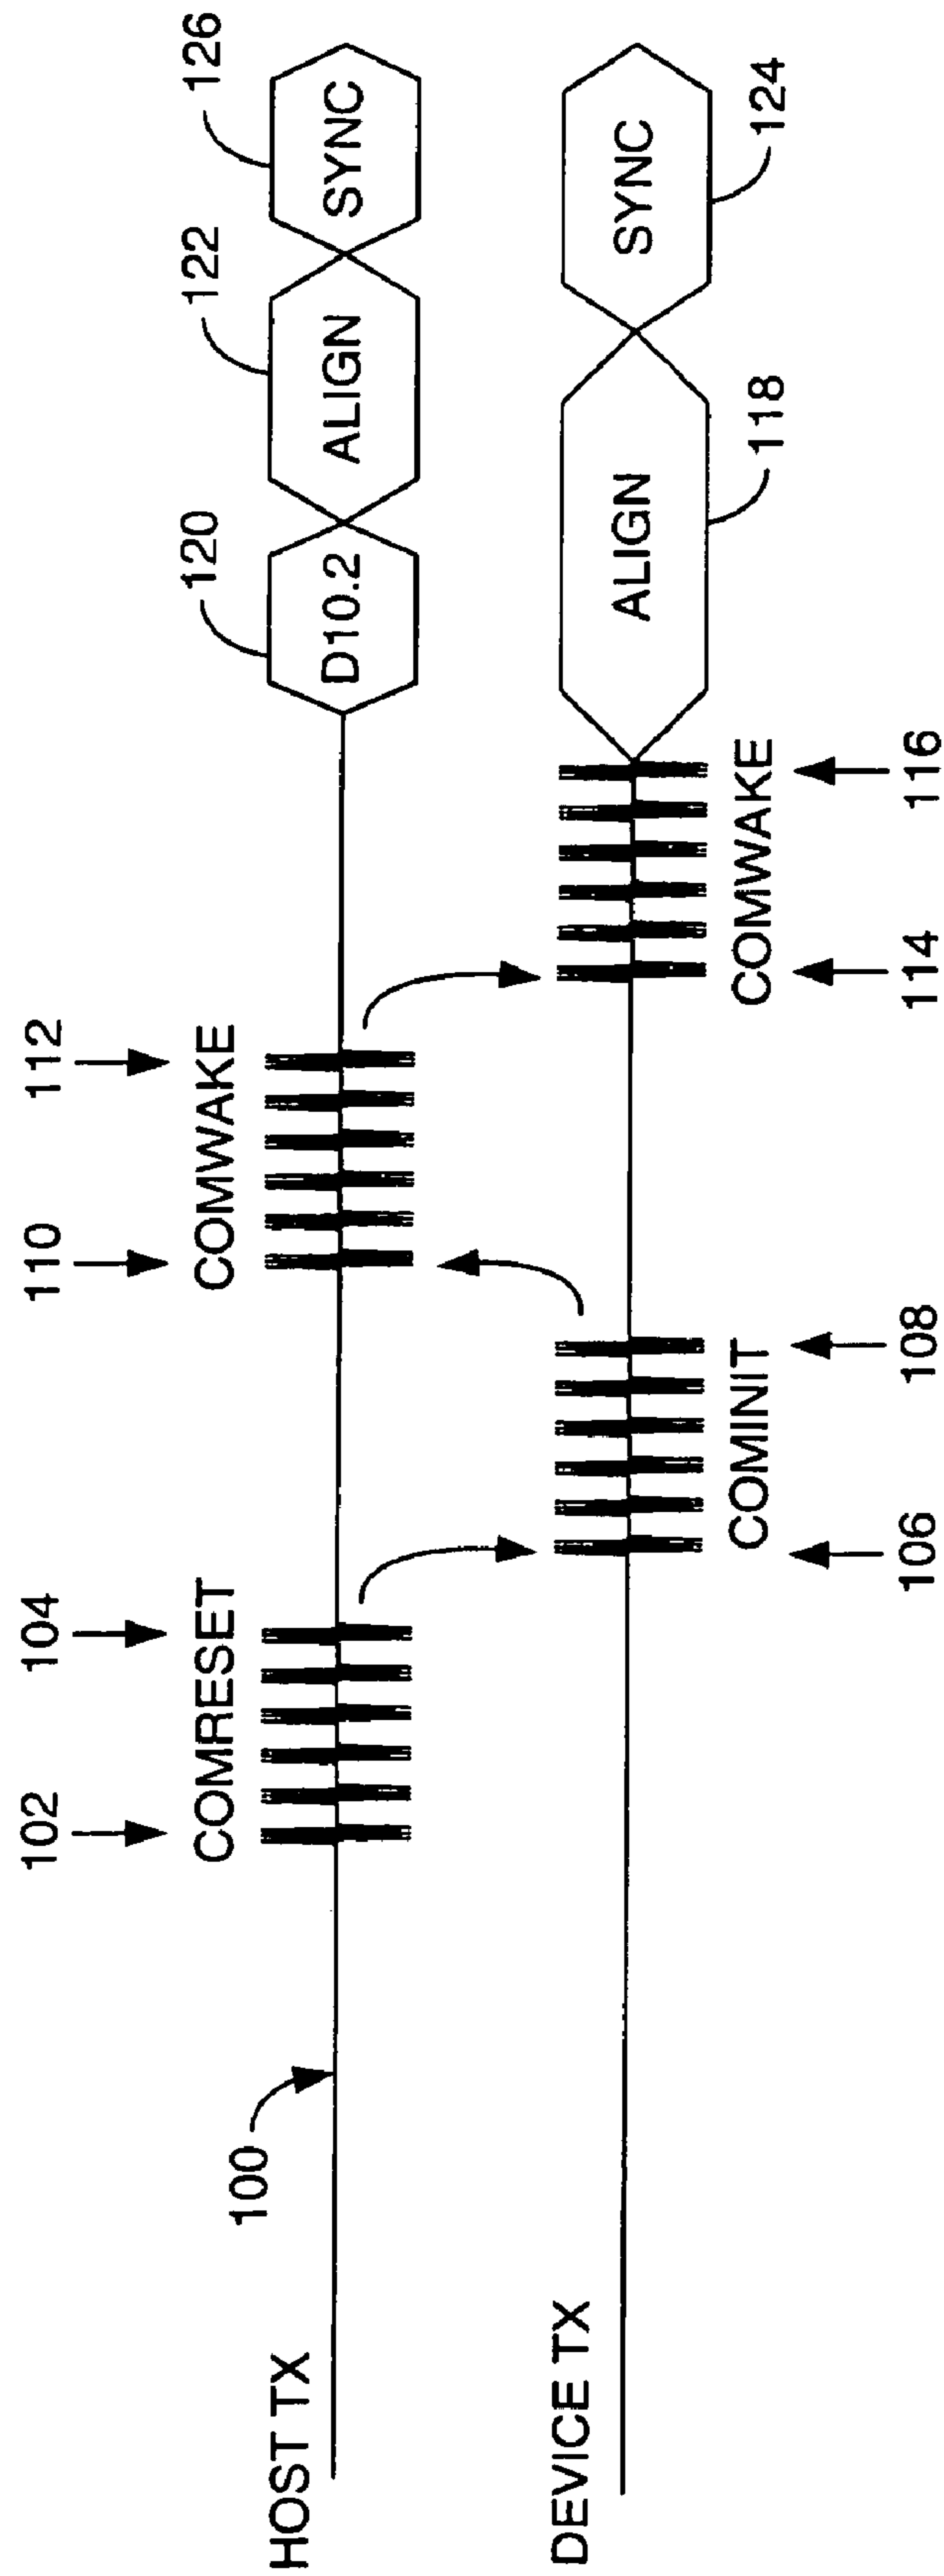 102
104
110
112
COMRESET
COMWAKE
120
122
126
100
HOST TX
D10.2
ALIGN
SYNC
DEVICE TX
ALIGN
SYNC
COMINIT
COMWAKE
118
124
106
108
114
116